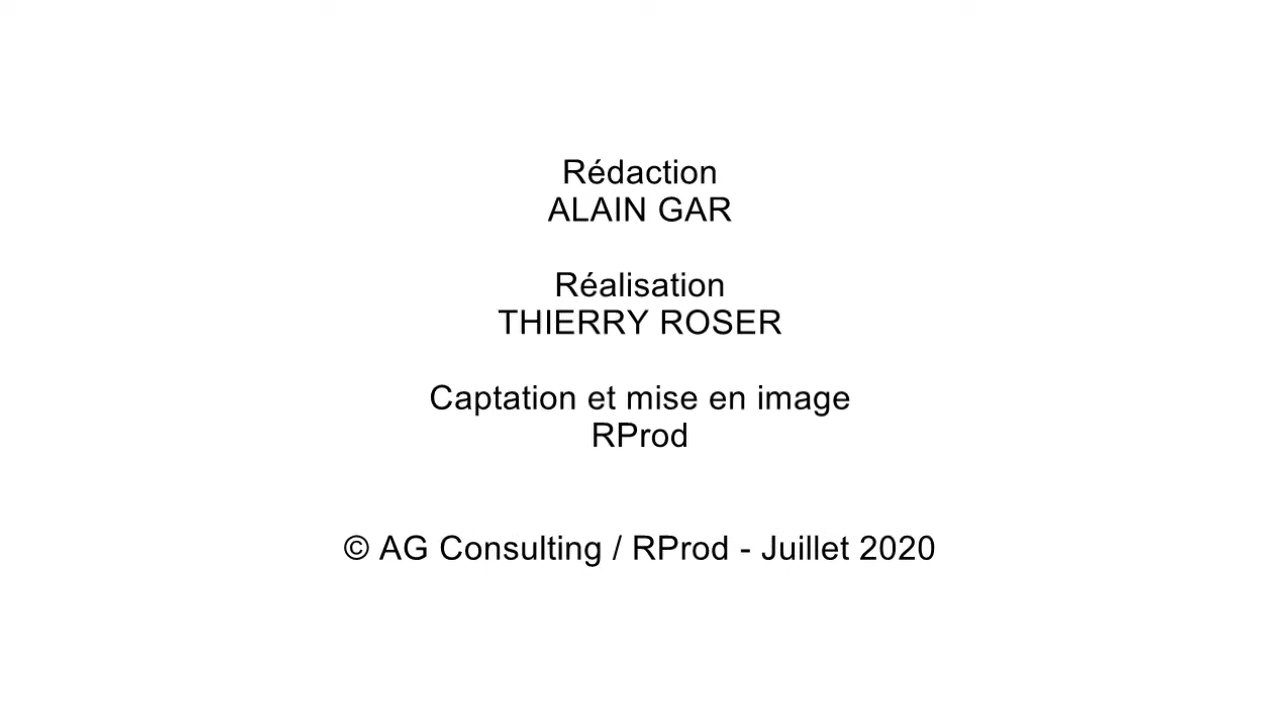 Rédaction
ALAIN GAR
Réalisation
THIERRY ROSER
Captation et mise en image
RProd
© AG Consulting / RProd - Juillet 2020